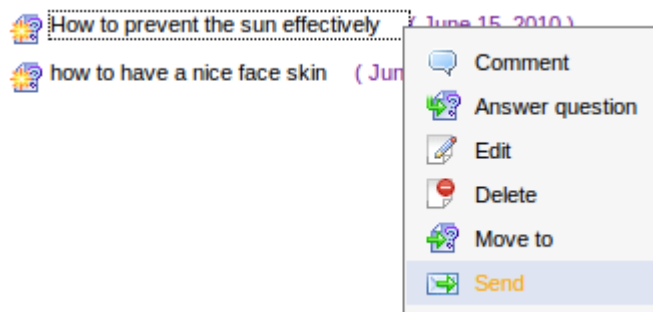 How to prevent the sun effectively ( June 15, 2010 )
how to have a nice face skin ( Jun
Comment
Answer question
Edit
Delete
Move to
Send